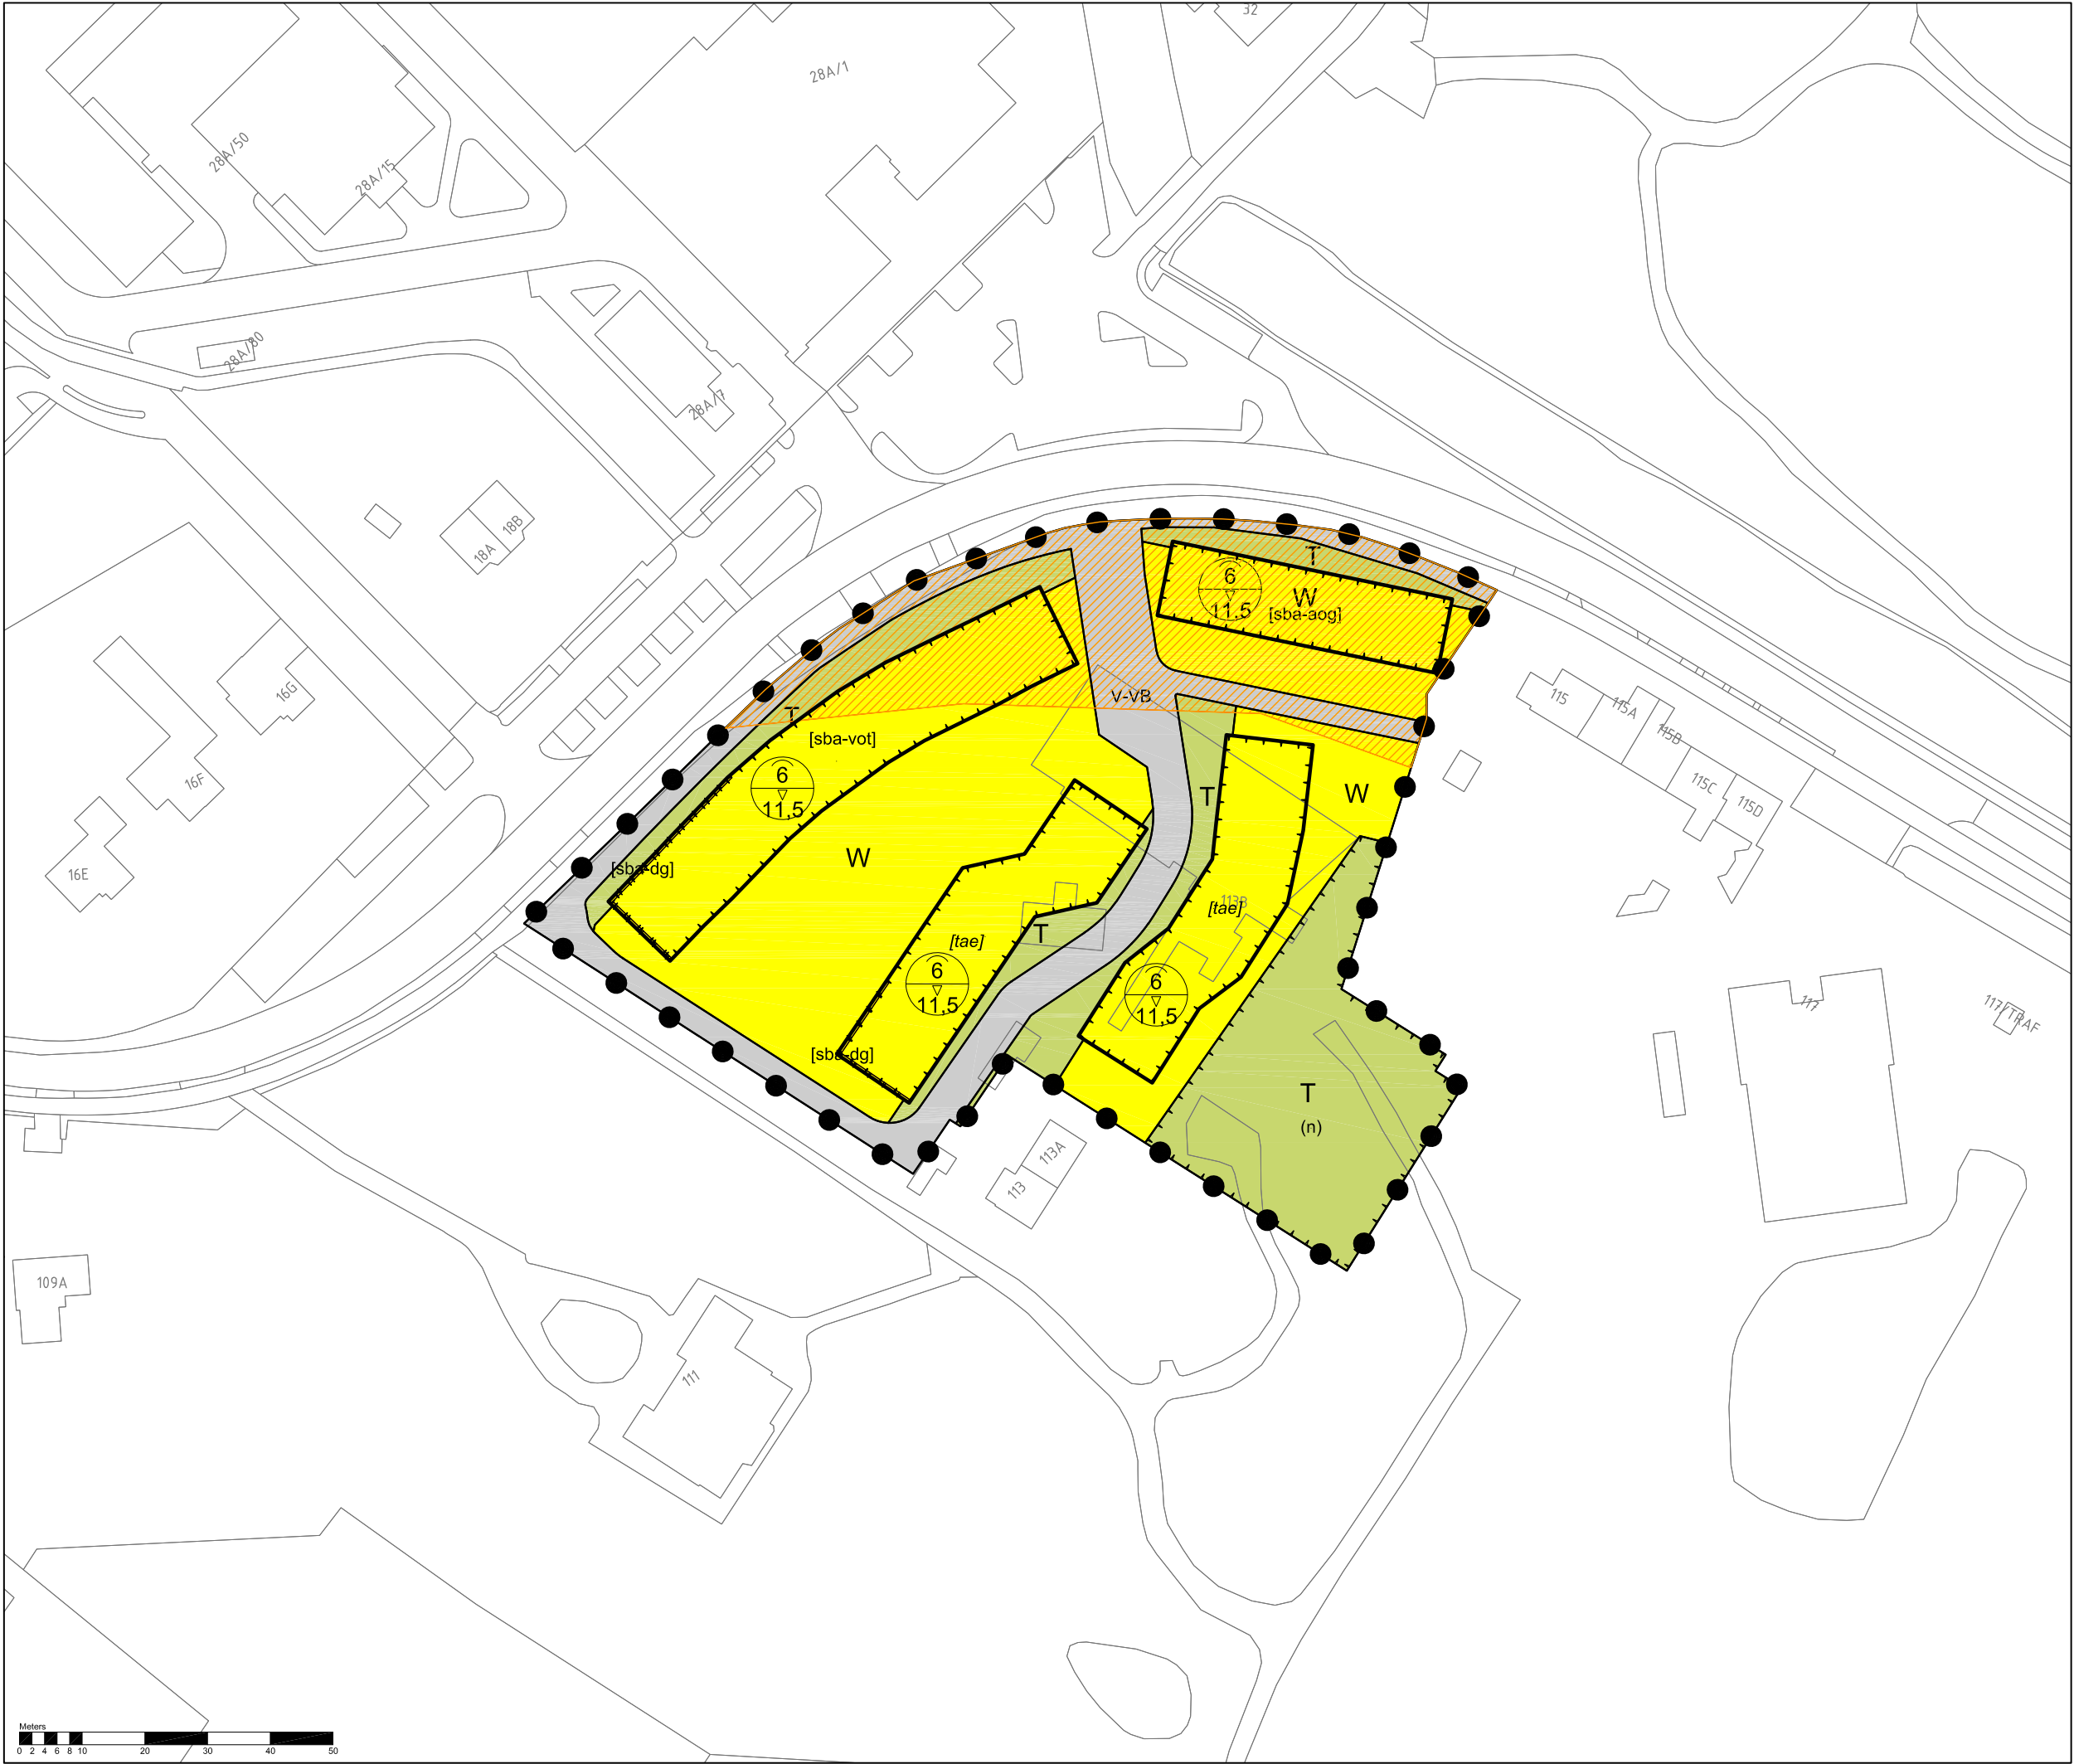 32
28A/1
28A/50
28A/15
28A/80
28A/7
18A
18B
16G
16F
16E
T
6
11,5
W
[sba-aog]
V-VB
T
[sba-vot]
6
11,5
[sba-dg]
W
T
W
[tae]
T
6
11,5
[sba-dg]
113B
[tae]
6
11,5
T
(n)
115
115A
115B
115C
115D
117
117/TRAF
113A
113
109A
111
Meters
0 2 4 6 8 10 20 30 40 50